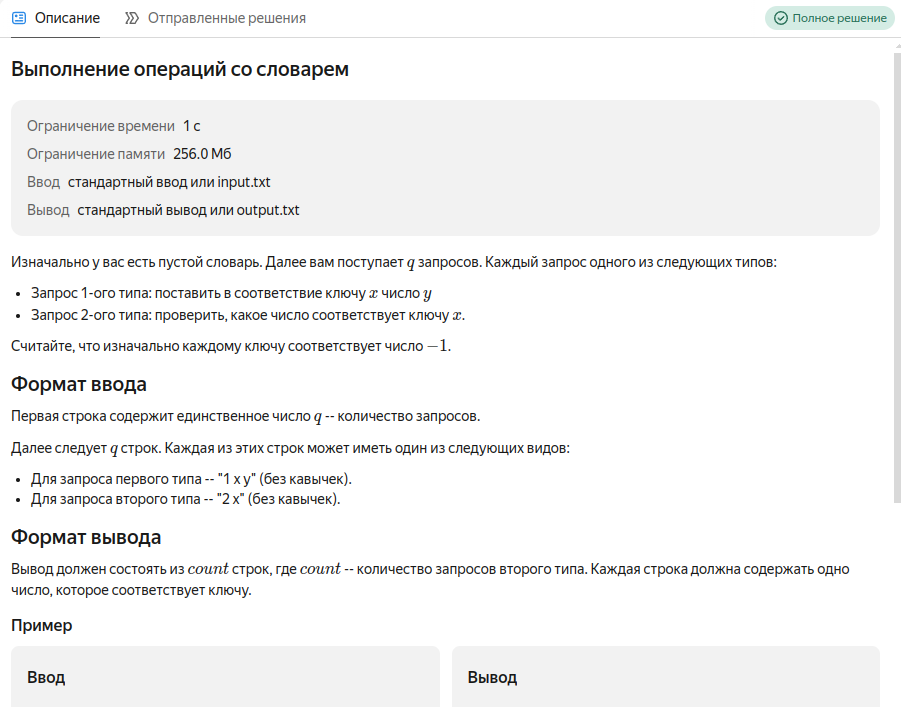 Описание
Отправленные решения
Полное решение
Выполнение операций со словарем
Ограничение времени 1 с
Ограничение памяти 256.0 Мб
Ввод стандартный ввод или input.txt
Вывод стандартный вывод или output.txt
Изначально у вас есть пустой словарь. Далее вам поступает q запросов. Каждый запрос одного из следующих типов:
• Запрос 1-ого типа: поставить в соответствие ключу x число y
• Запрос 2-ого типа: проверить, какое число соответствует ключу x.
Считайте, что изначально каждому ключу соответствует число −1.
Формат ввода
Первая строка содержит единственное число q -- количество запросов.
Далее следует q строк. Каждая из этих строк может иметь один из следующих видов:
• Для запроса первого типа -- "1 x y" (без кавычек).
• Для запроса второго типа -- "2 x" (без кавычек).
Формат вывода
Вывод должен состоять из count строк, где count -- количество запросов второго типа. Каждая строка должна содержать одно
число, которое соответствует ключу.
Пример
Ввод
Вывод